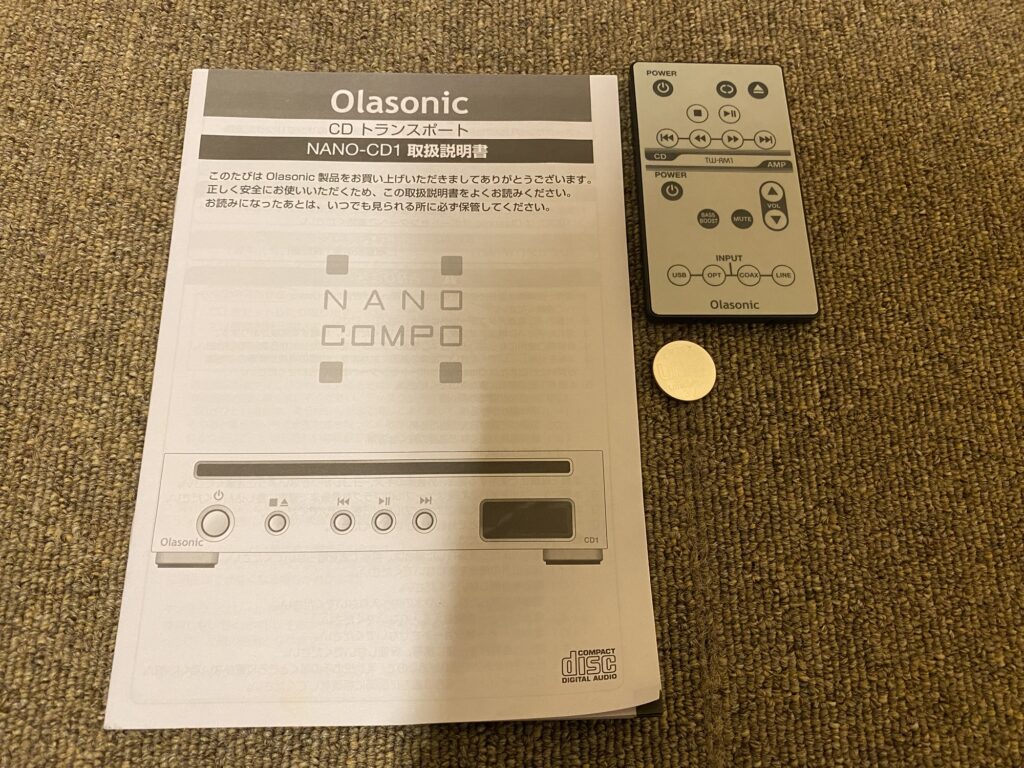 Olasonic
CD トランスポート
NANO-CD1 取扱説明書
このたびは Olasonic 製品をお買い上げいただきましてありがとうございます。
正しく安全にお使いいただくため、この取扱説明書をよくお読みください。
お読みになったあとは、いつでも見られる所に必ず保管してください。
NANO
COMPO
Olasonic
CD1
COMPACT
disc
DIGITAL AUDIO
POWER
CD TW-RM1 AMP
POWER
VOL
BASS BOOST MUTE
INPUT
USB OPT COAX LINE
Olasonic